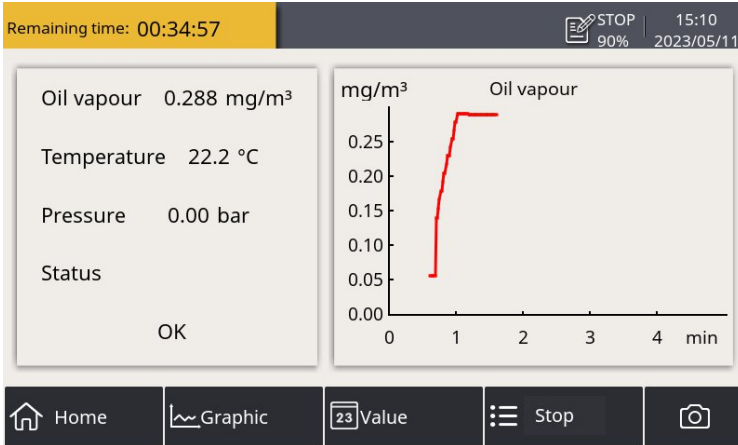 Remaining time: 00:34:57
STOP
90%
15:10
2023/05/11
Oil vapour 0.288 mg/m³
Temperature 22.2 °C
Pressure 0.00 bar
Status
OK
mg/m³ Oil vapour
0.25
0.20
0.15
0.10
0.05
0.00
0 1 2 3 4 min
Home Graphic 23 Value Stop